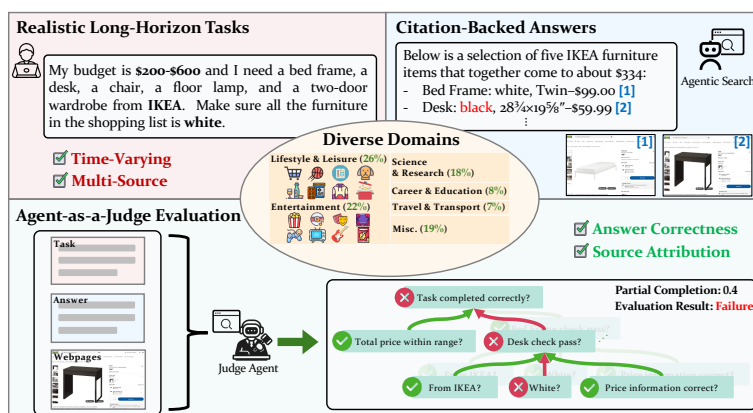 Realistic Long-Horizon Tasks
My budget is $200-$600 and I need a bed frame, a
desk, a chair, a floor lamp, and a two-door
wardrobe from IKEA. Make sure all the furniture
in the shopping list is white.
Time-Varying
Multi-Source
Citation-Backed Answers
Below is a selection of five IKEA furniture
items that together come to about $334:
- Bed Frame: white, Twin–$99.00 [1]
- Desk: black, 28¾×19⅝″–$59.99 [2]
⋮
Agentic Search
[1]
[2]
Answer Correctness
Source Attribution
Diverse Domains
Lifestyle & Leisure (26%)
Entertainment (22%)
Science
& Research (18%)
Career & Education (8%)
Travel & Transport (7%)
Misc. (19%)
Agent-as-a-Judge Evaluation
Task
Answer
Webpages
Judge Agent
Partial Completion: 0.4
Evaluation Result: Failure
Task completed correctly?
Total price within range?
Desk check pass?
From IKEA?
White?
Price information correct?